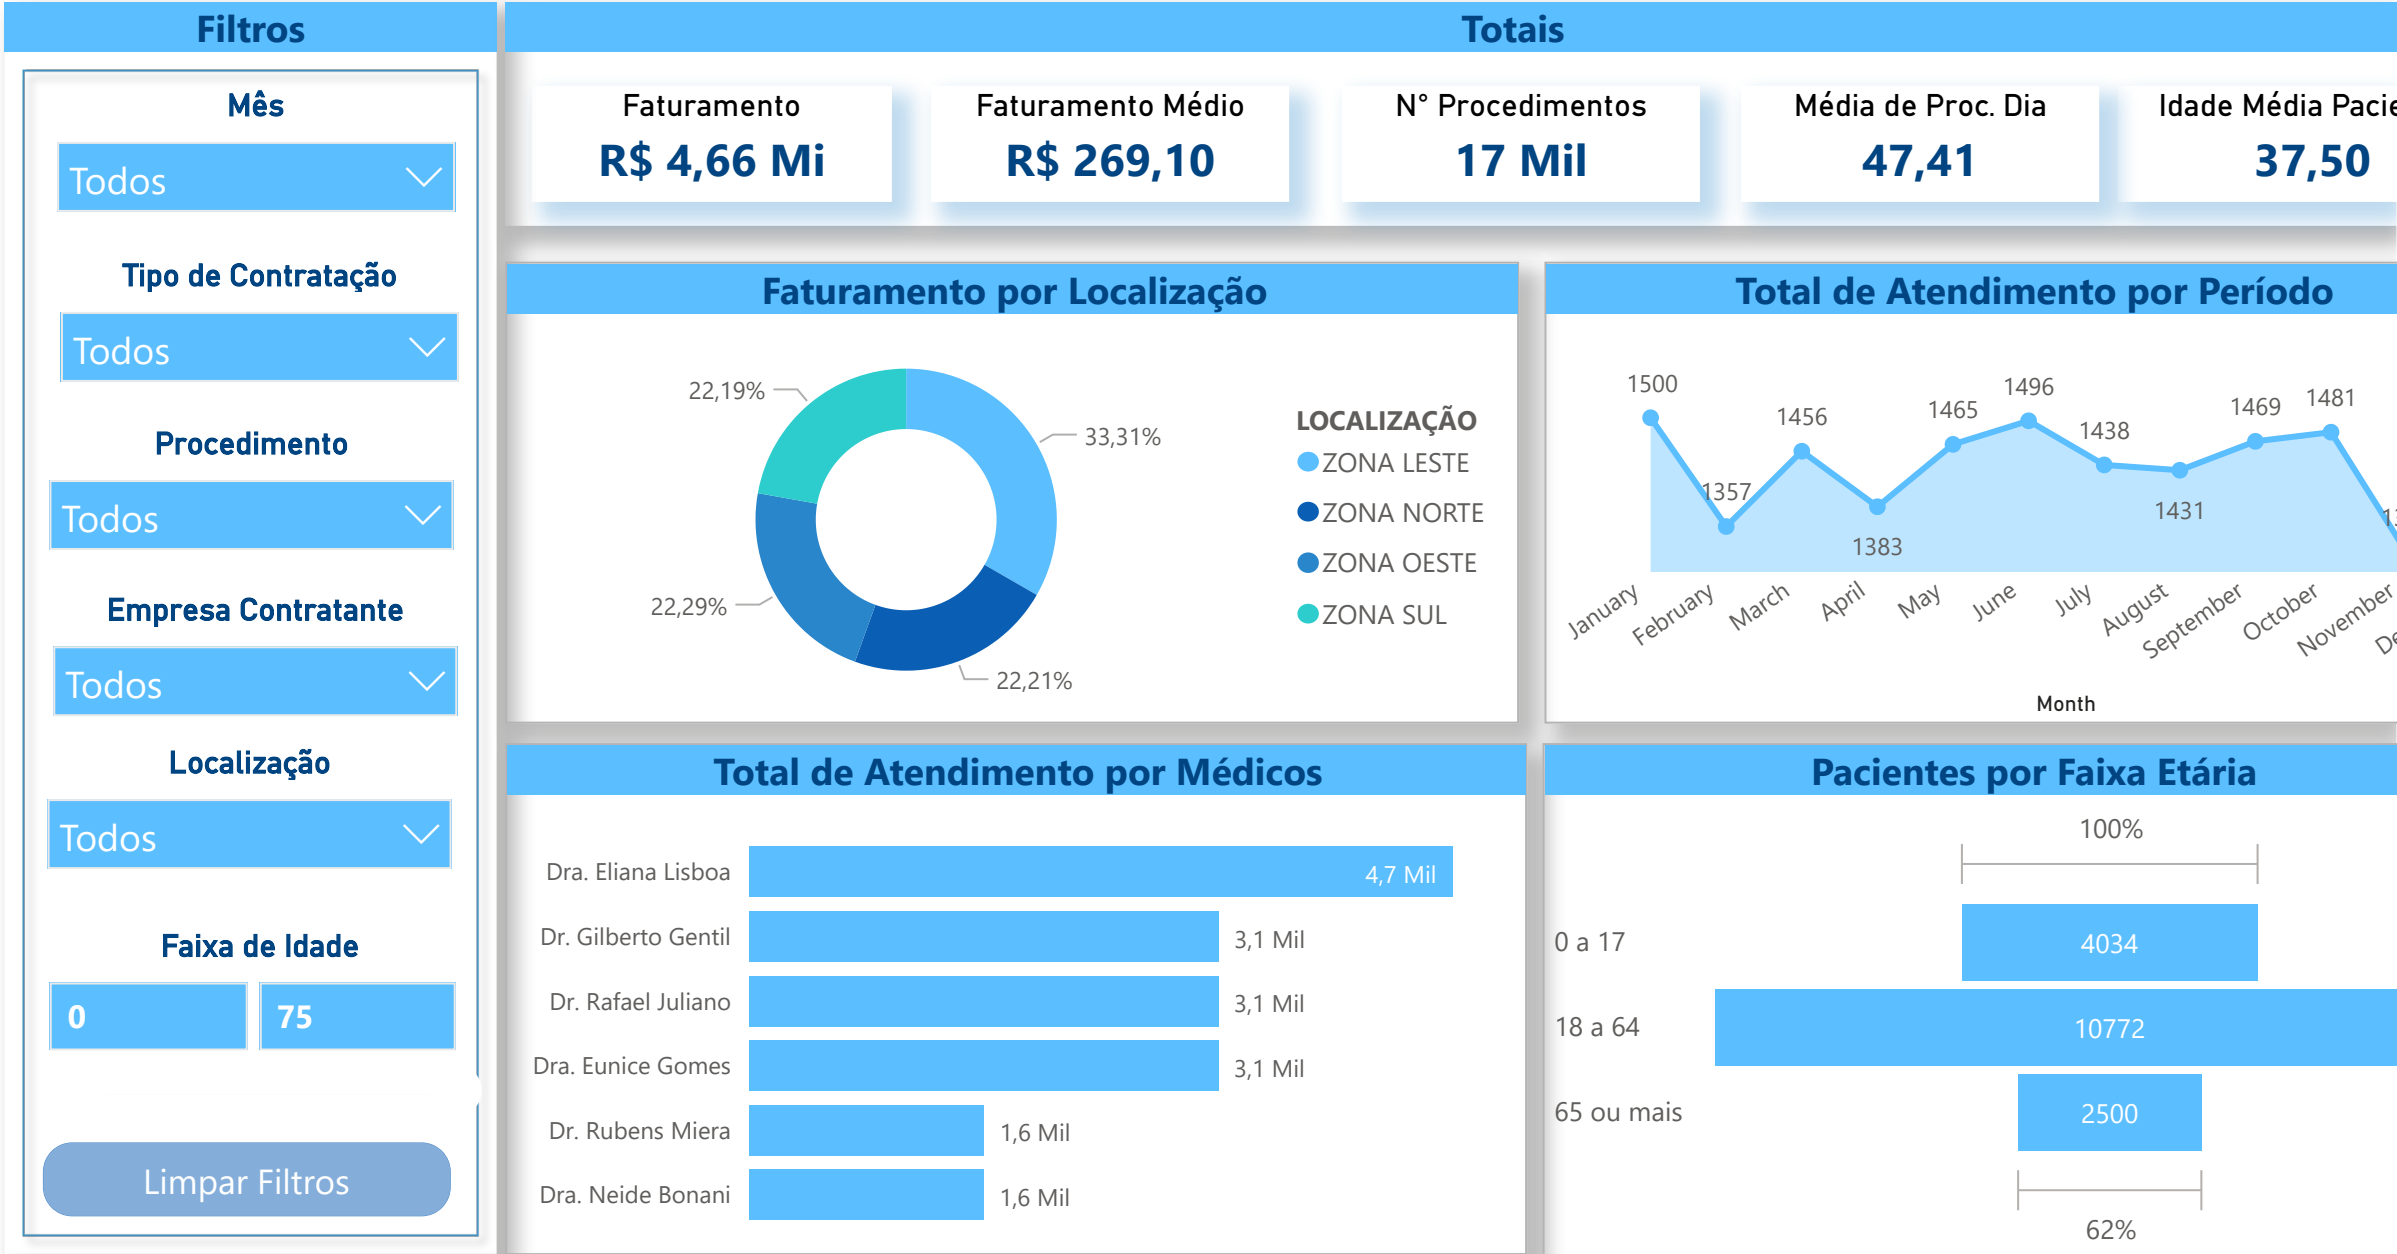 Filtros
Mês
Todos
Tipo de Contratação
Todos
Procedimento
Todos
Empresa Contratante
Todos
Localização
Todos
Faixa de Idade
0
75
Limpar Filtros
Totais
Faturamento
R$ 4,66 Mi
Faturamento Médio
R$ 269,10
N° Procedimentos
17 Mil
Média de Proc. Dia
47,41
Idade Média
37,50
Faturamento por Localização
22,19%
33,31%
22,29%
22,21%
LOCALIZAÇÃO
ZONA LESTE
ZONA NORTE
ZONA OESTE
ZONA SUL
Total de Atendimento por Período
1500
1357
1456
1383
1465
1496
1438
1431
1469
1481
January
February
March
April
May
June
July
August
September
October
November
Month
Total de Atendimento por Médicos
Dra. Eliana Lisboa
4,7 Mil
Dr. Gilberto Gentil
3,1 Mil
Dr. Rafael Juliano
3,1 Mil
Dra. Eunice Gomes
3,1 Mil
Dr. Rubens Miera
1,6 Mil
Dra. Neide Bonani
1,6 Mil
Pacientes por Faixa Etária
100%
0 a 17
4034
18 a 64
10772
65 ou mais
2500
62%